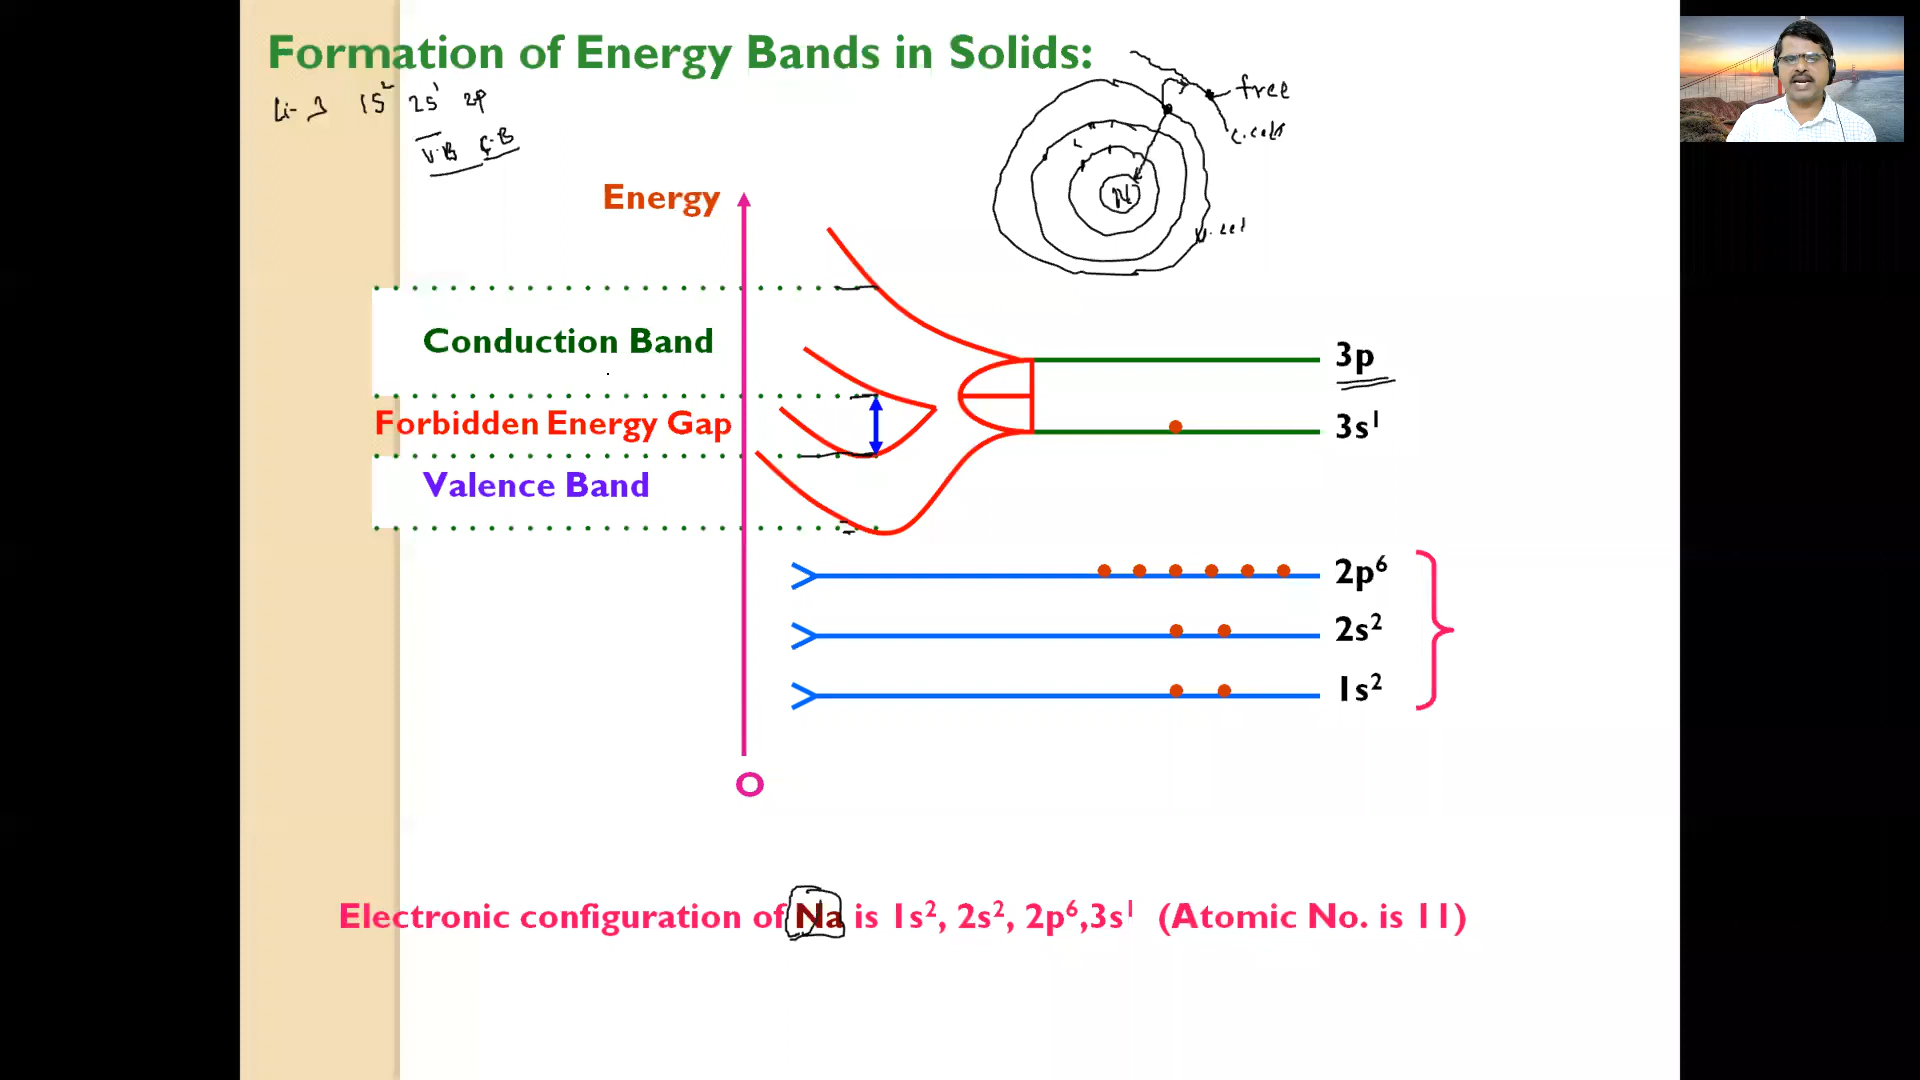 Formation of Energy Bands in Solids:
Li- 3 1S² 2S¹ 2P
V.B C.B
free
N
Energy
Conduction Band
Forbidden Energy Gap
Valence Band
3p
3s¹
2p⁶
2s²
1s²
O
Electronic configuration of Na is 1s², 2s², 2p⁶,3s¹ (Atomic No. is 11)